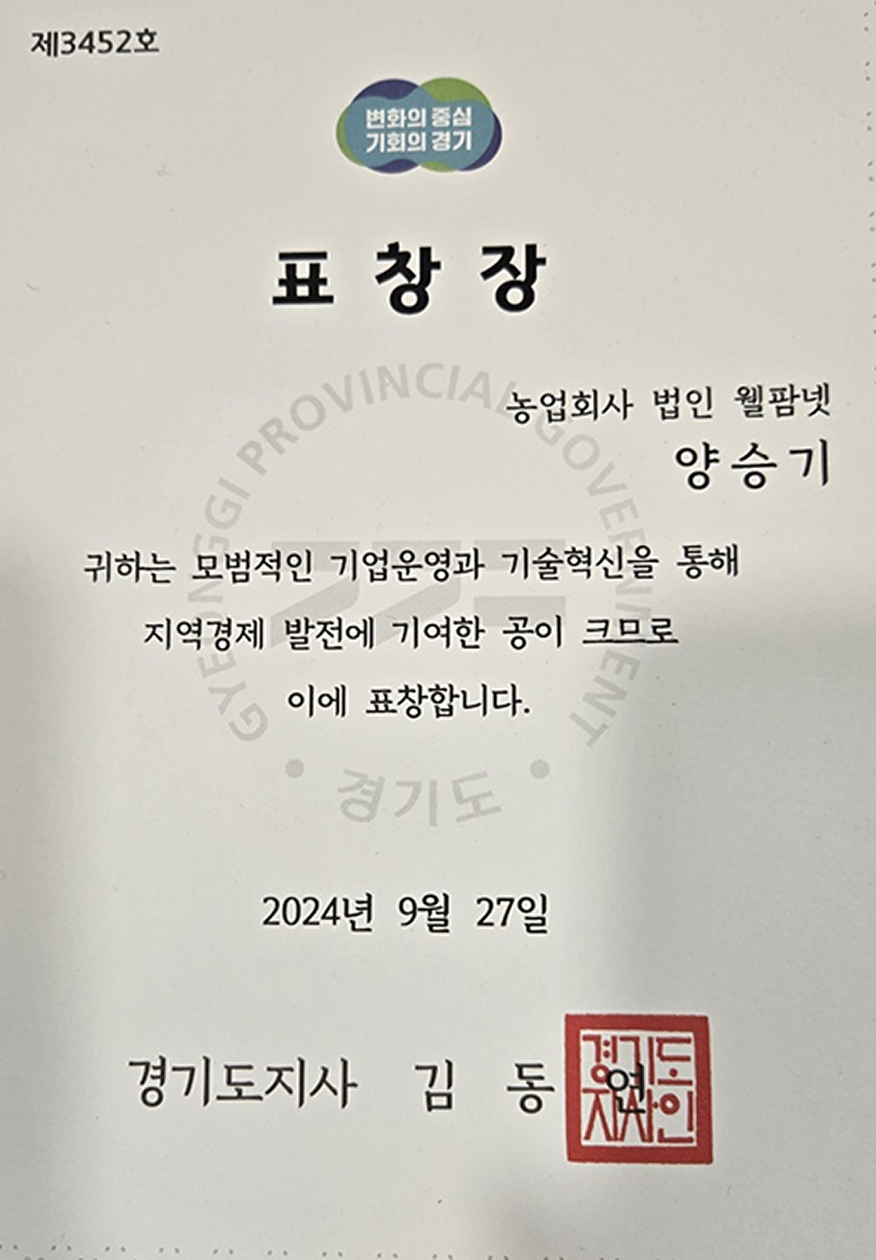 제3452호
변화의 중심
기회의 경기
표창장
농업회사 법인 웰팜넷
양승기
귀하는 모범적인 기업운영과 기술혁신을 통해
지역경제 발전에 기여한 공이 크므로
이에 표창합니다.
GYEONGGI PROVINCIAL GOVERNMENT
• 경기도 •
2024년 9월 27일
경기도지사 김 동 연
경기도
지사인